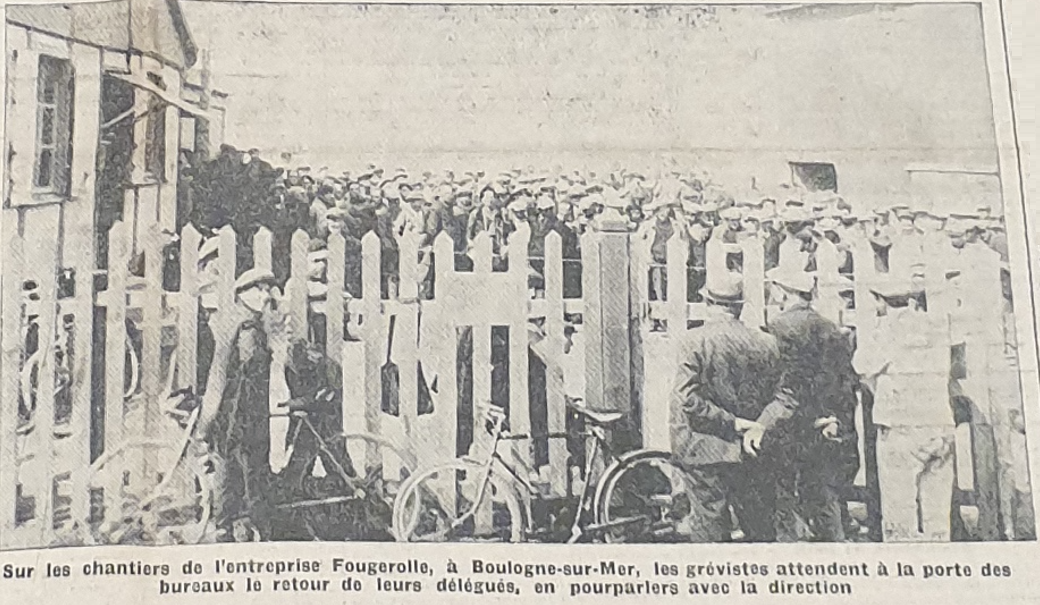 Sur les chantiers de l'entreprise Fougerolle, à Boulogne-sur-Mer, les grévistes attendent à la porte des
bureaux le retour de leurs délégués, en pourparlers avec la direction